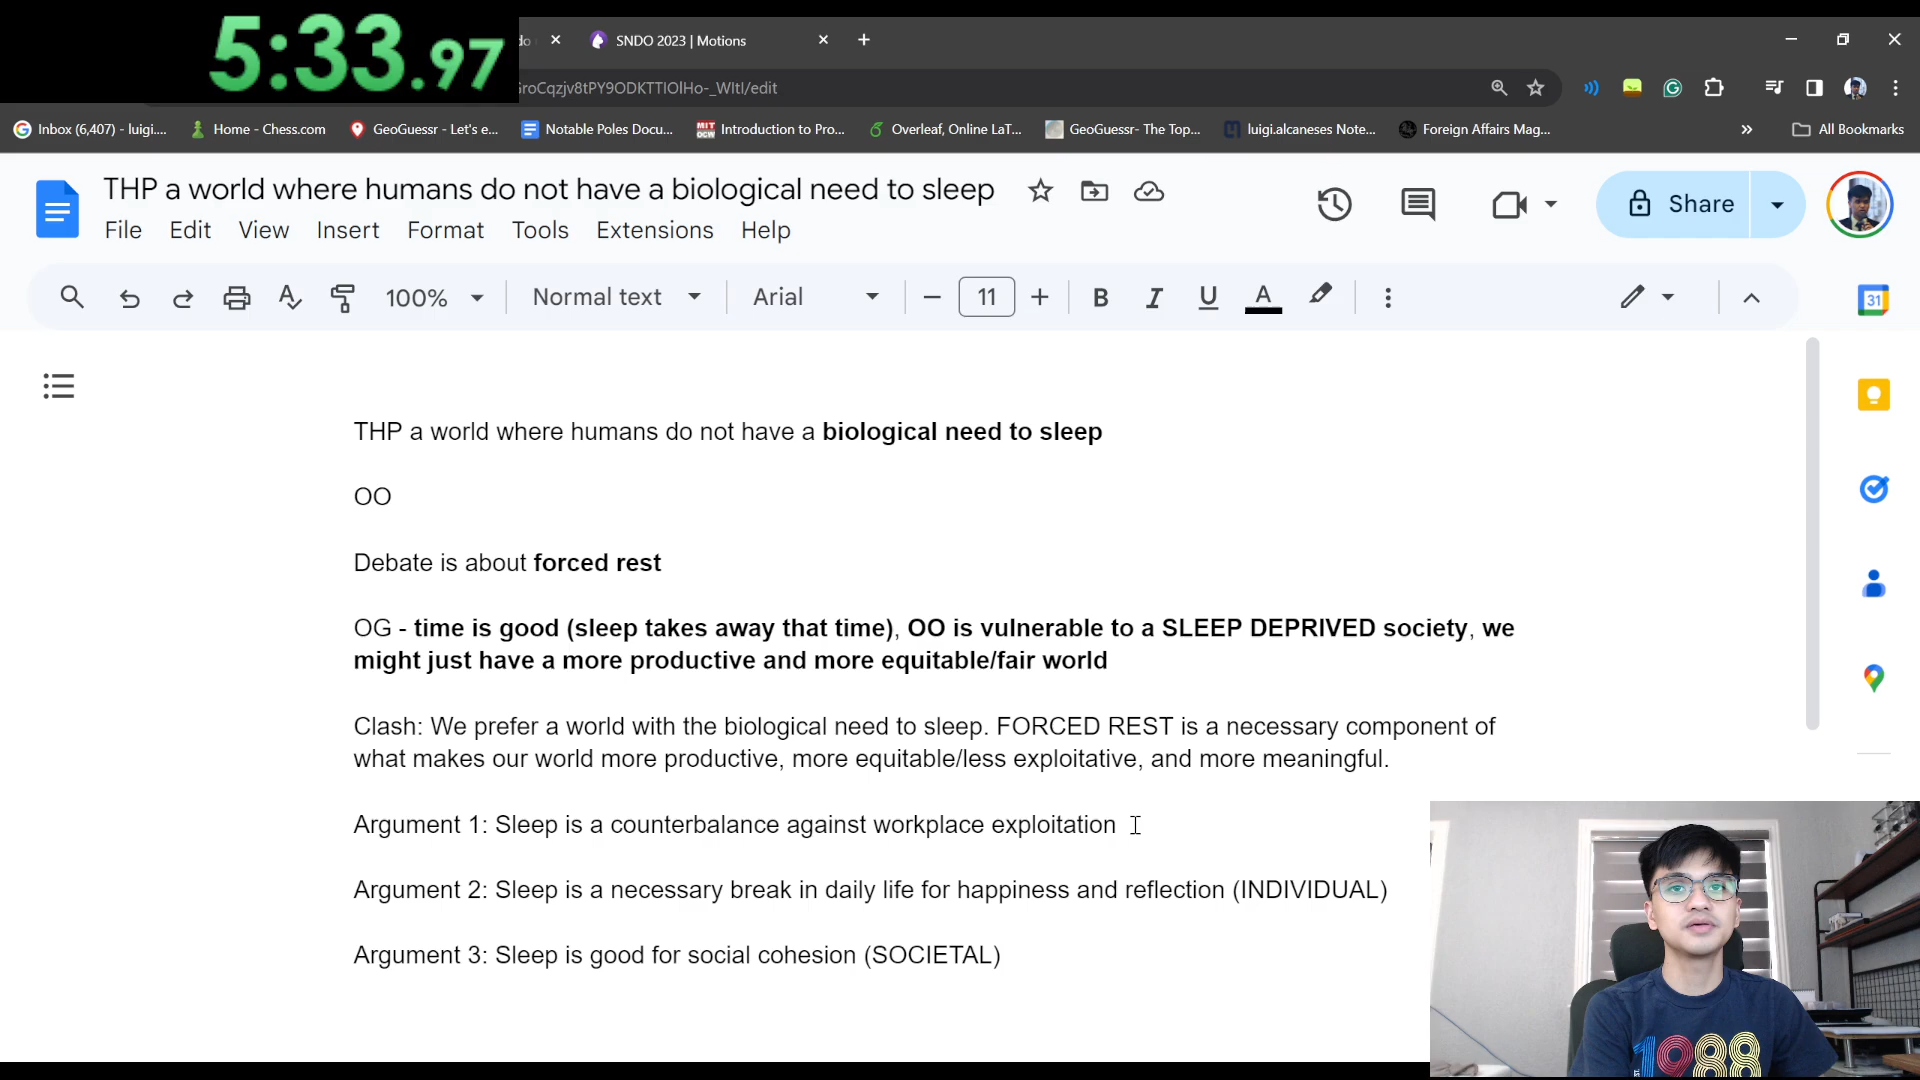 5:33.97
SNDO 2023 | Motions
roCqzjv8tPY9ODKTTIOlHo-_WItI/edit
Inbox (6,407) - luigi....
Home - Chess.com
GeoGuessr - Let's e...
Notable Poles Docu...
Introduction to Pro...
Overleaf, Online LaT...
GeoGuessr- The Top...
luigi.alcaneses Note...
Foreign Affairs Mag...
»
All Bookmarks
THP a world where humans do not have a biological need to sleep
File Edit View Insert Format Tools Extensions Help
Share
100% Normal text Arial 11 B I U A
31
THP a world where humans do not have a biological need to sleep
OO
Debate is about forced rest
OG - time is good (sleep takes away that time), OO is vulnerable to a SLEEP DEPRIVED society, we
might just have a more productive and more equitable/fair world
Clash: We prefer a world with the biological need to sleep. FORCED REST is a necessary component of
what makes our world more productive, more equitable/less exploitative, and more meaningful.
Argument 1: Sleep is a counterbalance against workplace exploitation
Argument 2: Sleep is a necessary break in daily life for happiness and reflection (INDIVIDUAL)
Argument 3: Sleep is good for social cohesion (SOCIETAL)
1988